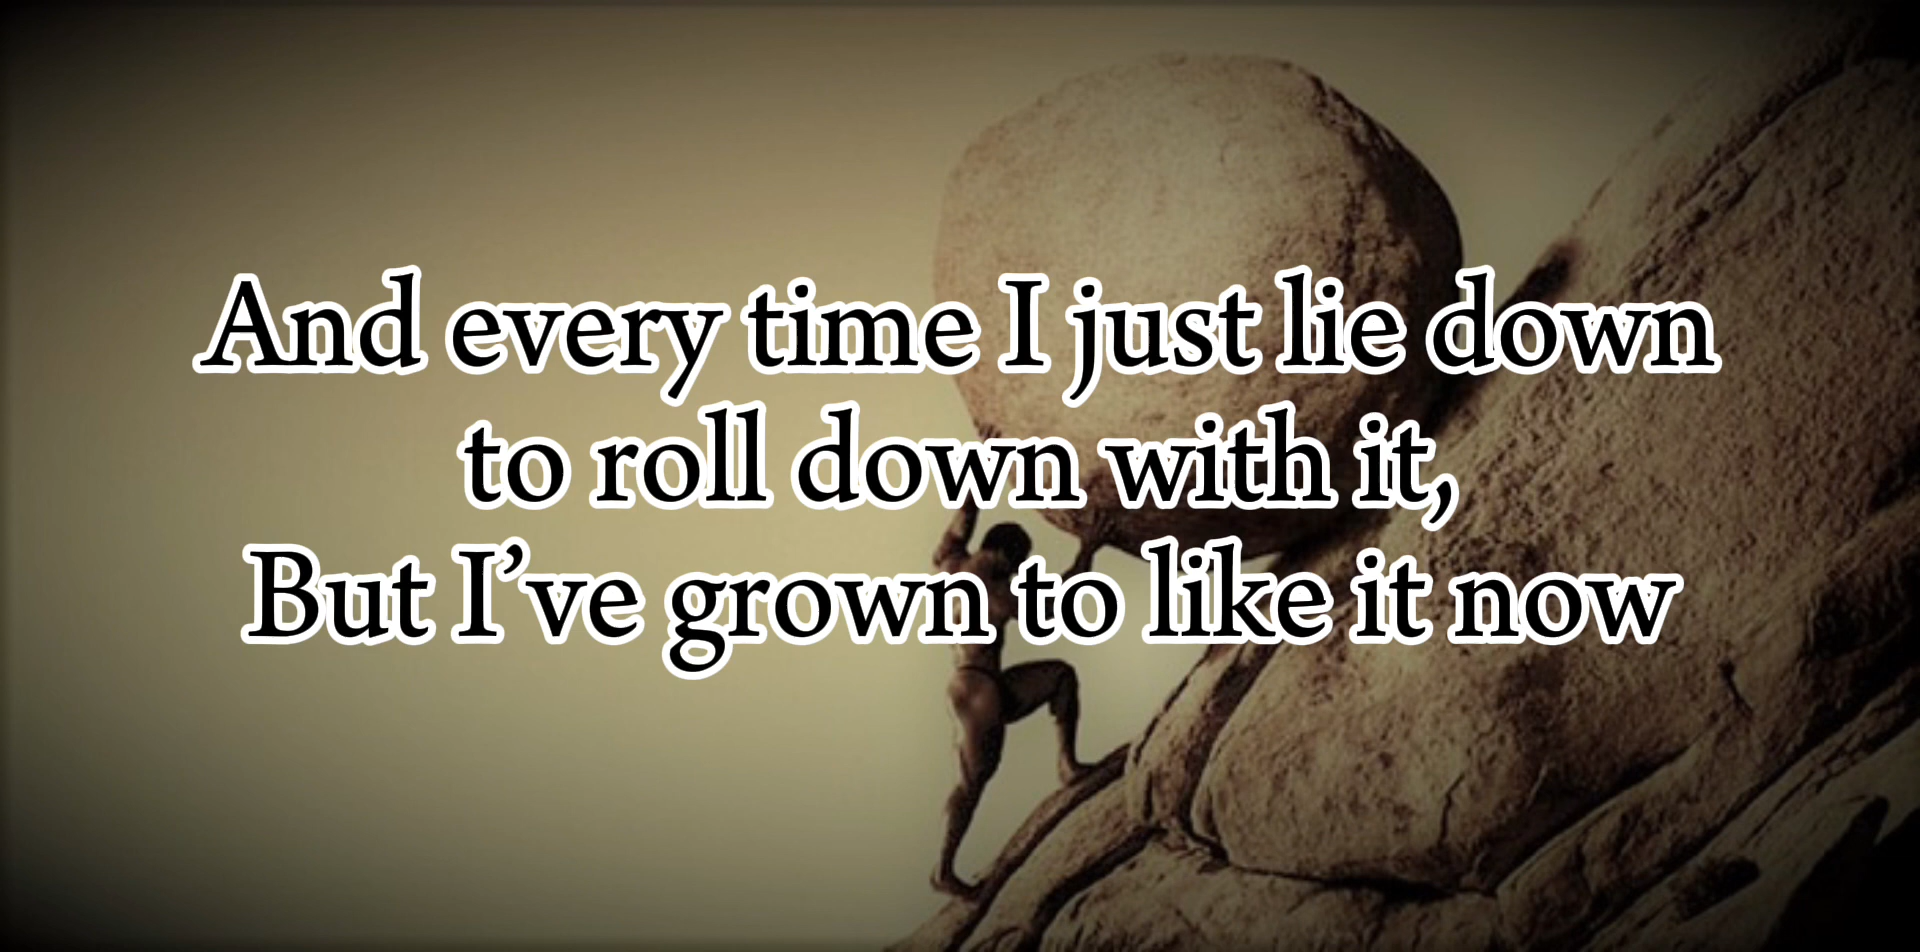 And every time I just lie down
to roll down with it,
But I’ve grown to like it now